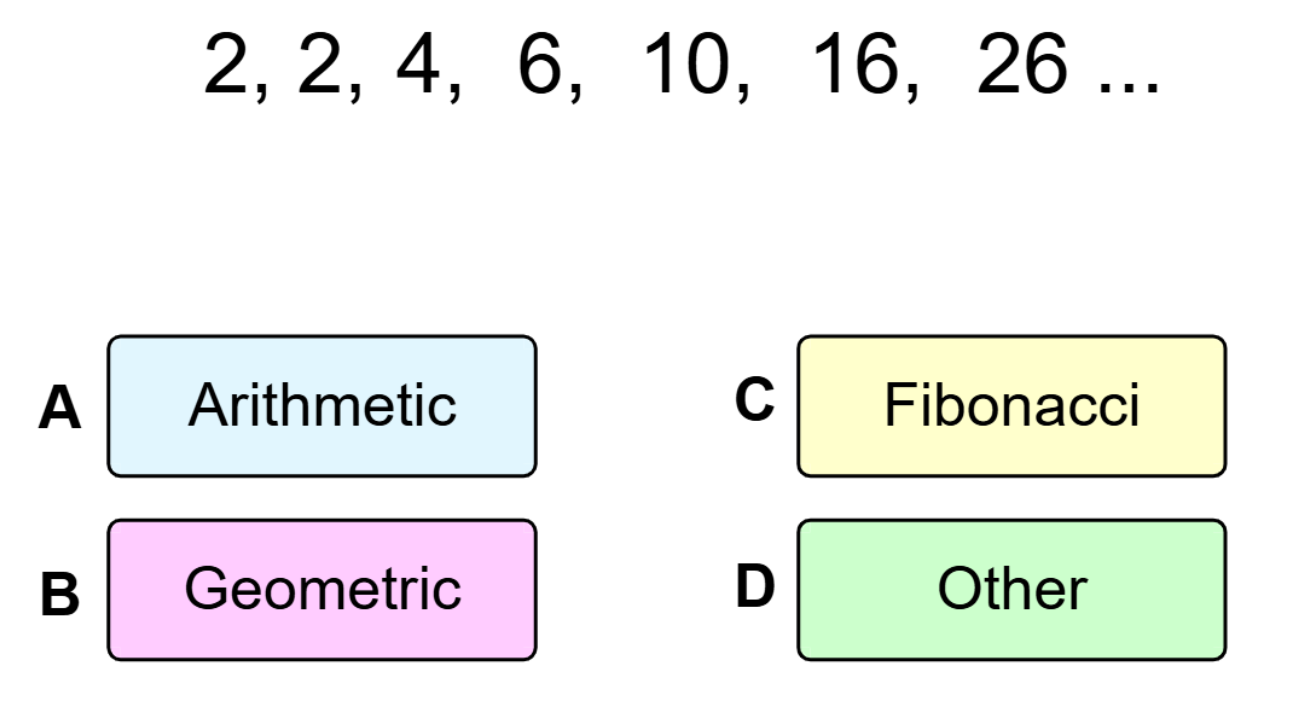 2, 2, 4, 6, 10, 16, 26 ...
A Arithmetic
B Geometric
C Fibonacci
D Other